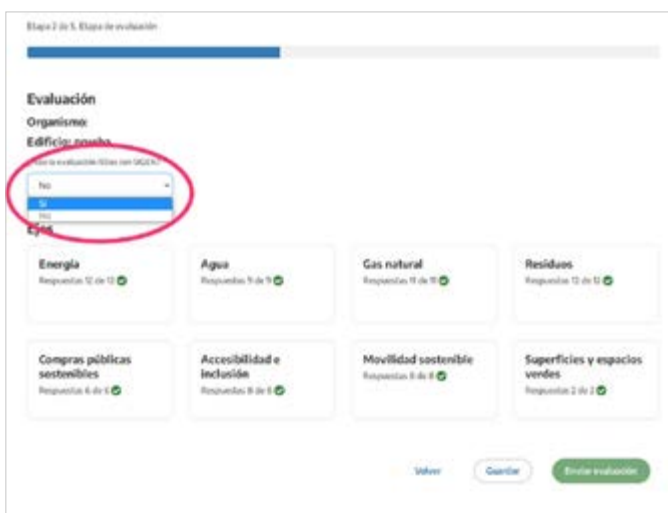 Etapa 2 de 5. Etapa de evaluación
Evaluación
Organismo:
Edificio: prueba
la evaluación
No
Si
No
Ejes
Energía
Respuestas 12 de 12
Agua
Respuestas 9 de 9
Gas natural
Respuestas 11 de 11
Residuos
Respuestas 12 de 12
Compras públicas
sostenibles
Respuestas 6 de 6
Accesibilidad e
inclusión
Respuestas 8 de 8
Movilidad sostenible
Respuestas 8 de 8
Superficies y espacios
verdes
Respuestas 2 de 2
Volver
Guardar
Enviar evaluación